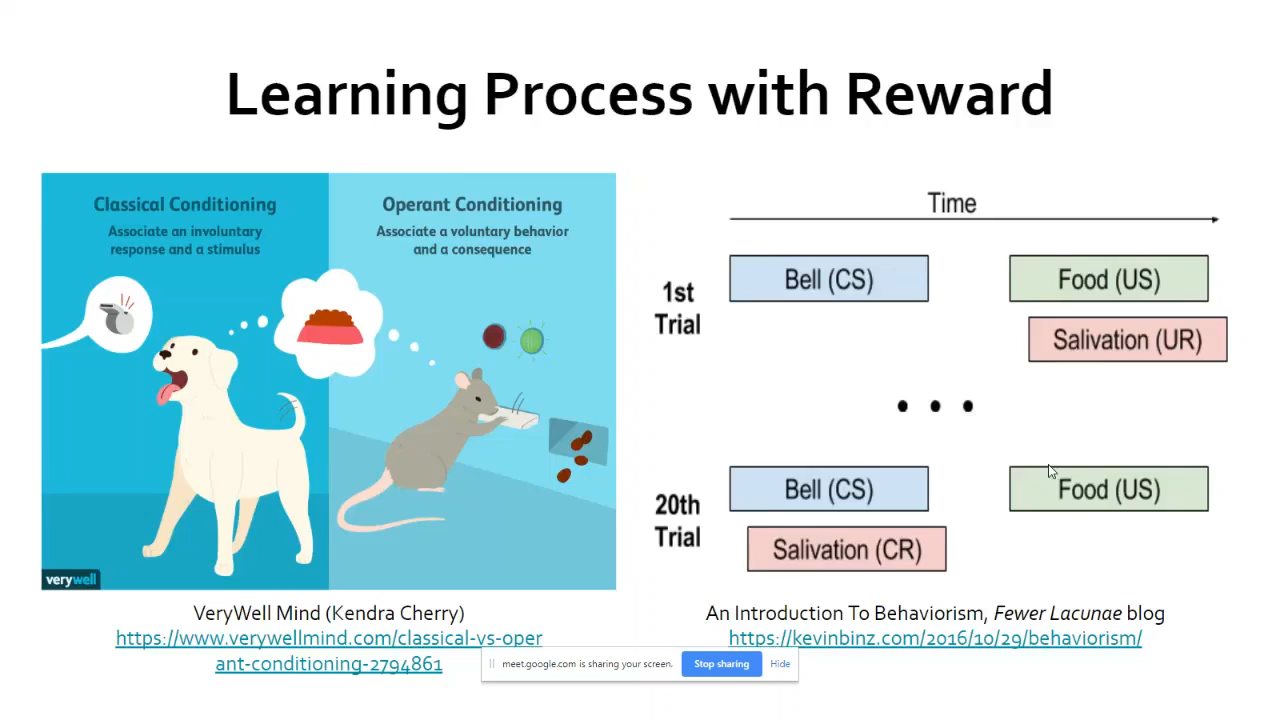 Learning Process with Reward
Classical Conditioning
Associate an involuntary
response and a stimulus
Operant Conditioning
Associate a voluntary behavior
and a consequence
verywell
VeryWell Mind (Kendra Cherry)
https://www.verywellmind.com/classical-vs-oper
ant-conditioning-2794861
Time
1st
Trial
Bell (CS)
Food (US)
Salivation (UR)
• • •
20th
Trial
Bell (CS)
Food (US)
Salivation (CR)
An Introduction To Behaviorism, Fewer Lacunae blog
https://kevinbinz.com/2016/10/29/behaviorism/
meet.google.com is sharing your screen.
Stop sharing
Hide